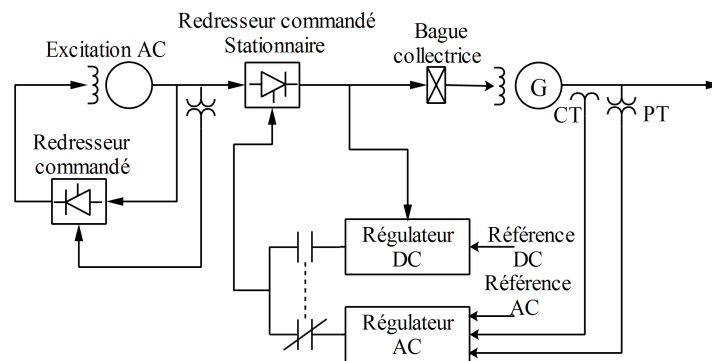 Redresseur commandé
Stationnaire
Excitation AC
Bague
collectrice
G
CT
PT
Redresseur
commandé
Régulateur
DC
Référence
DC
Référence
AC
Régulateur
AC